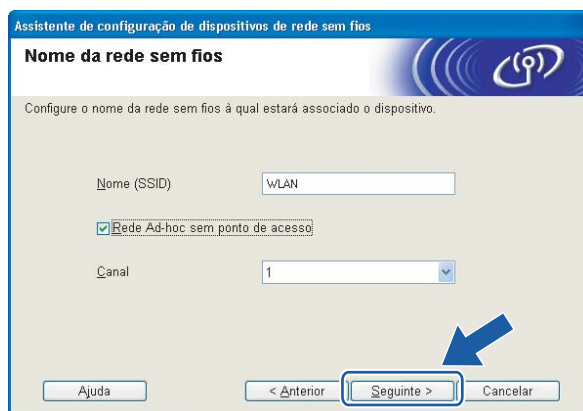 Assistente de configuração de dispositivos de rede sem fios
Nome da rede sem fios
Configure o nome da rede sem fios à qual estará associado o dispositivo.
Nome (SSID) WLAN
Rede Ad-hoc sem ponto de acesso
Canal 1
Ajuda < Anterior Seguinte > Cancelar